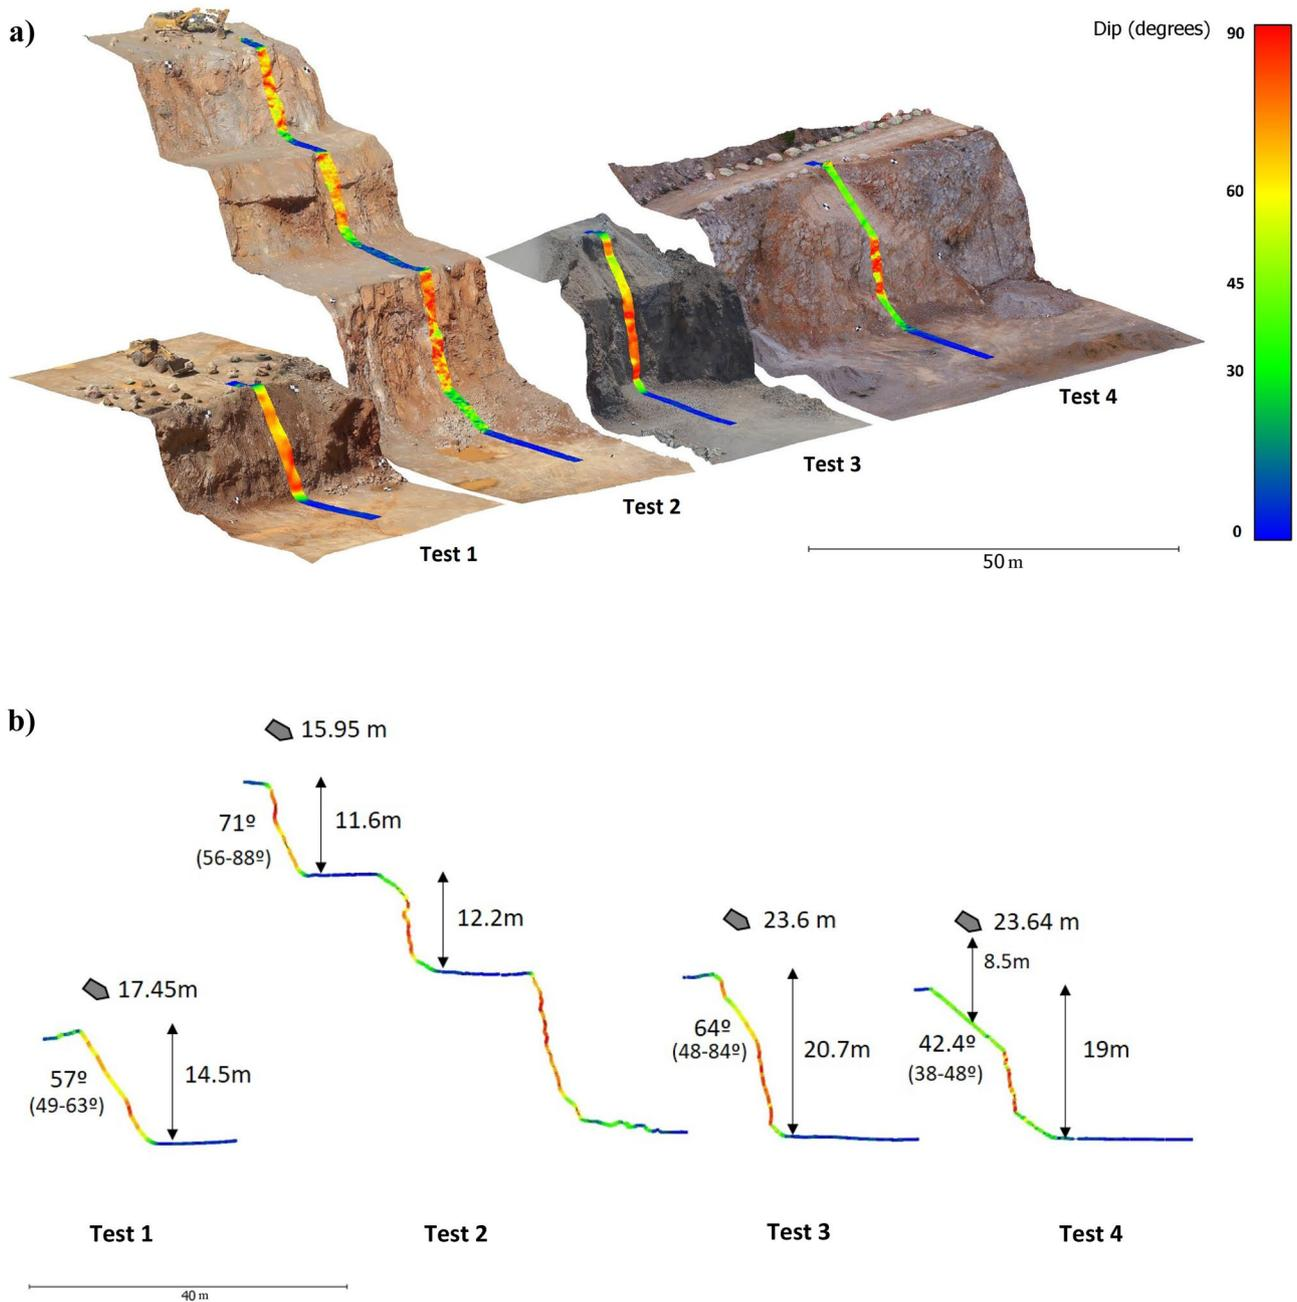 a)
Dip (degrees)
90
60
45
30
0
Test 4
Test 3
Test 2
Test 1
50 m
b)
15.95 m
71º
(56-88º)
11.6m
12.2m
17.45m
57º
(49-63º)
14.5m
23.6 m
64º
(48-84º)
20.7m
23.64 m
8.5m
42.4º
(38-48º)
19m
Test 1
Test 2
Test 3
Test 4
40 m